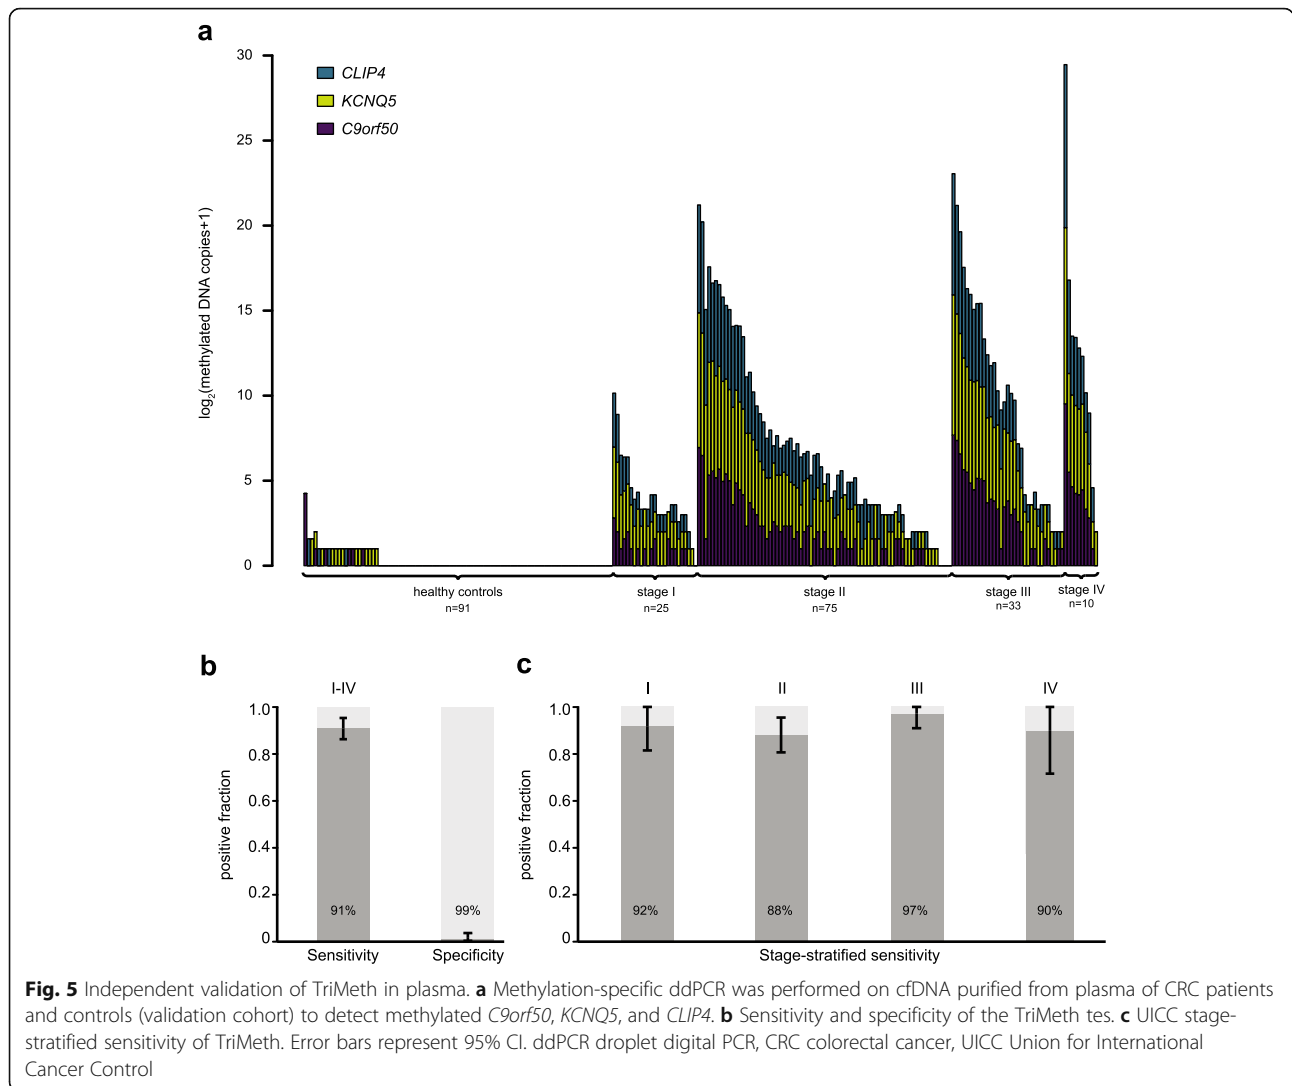 a
30
25
20
15
10
5
0
log2(methylated DNA copies+1)
CLIP4
KCNQ5
C9orf50
healthy controls
n=91
stage I
n=25
stage II
n=75
stage III
n=33
stage IV
n=10
b
I-IV
1.0
0.8
0.6
0.4
0.2
0
positive fraction
91%
99%
Sensitivity
Specificity
c
I
II
III
IV
1.0
0.8
0.6
0.4
0.2
0
positive fraction
92%
88%
97%
90%
Stage-stratified sensitivity
Fig. 5 Independent validation of TriMeth in plasma. a Methylation-specific ddPCR was performed on cfDNA purified from plasma of CRC patients
and controls (validation cohort) to detect methylated C9orf50, KCNQ5, and CLIP4. b Sensitivity and specificity of the TriMeth tes. c UICC stage-
stratified sensitivity of TriMeth. Error bars represent 95% CI. ddPCR droplet digital PCR, CRC colorectal cancer, UICC Union for International
Cancer Control